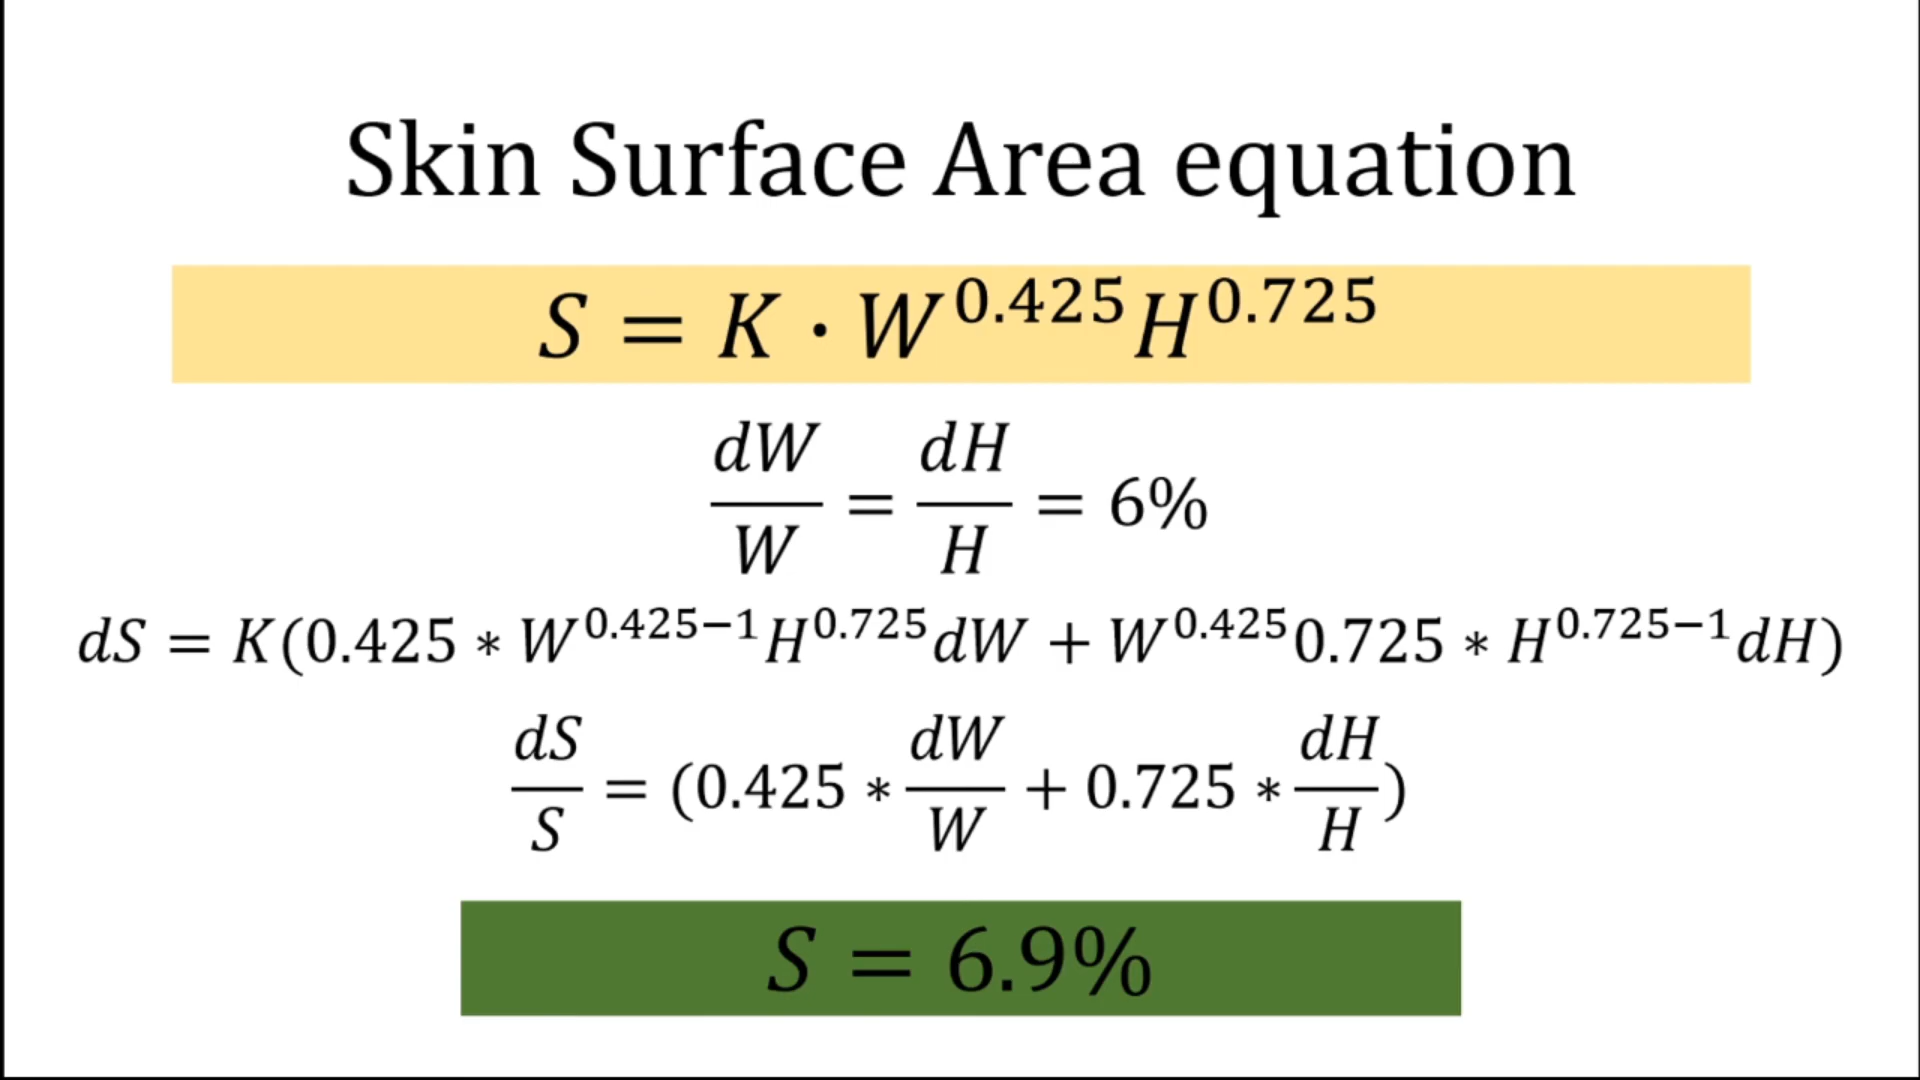 Skin Surface Area equation
S = K · W^0.425 H^0.725
dW/W = dH/H = 6%
dS = K(0.425 * W^0.425−1 H^0.725 dW + W^0.425 0.725 * H^0.725−1 dH)
dS/S = (0.425 * dW/W + 0.725 * dH/H)
S = 6.9%